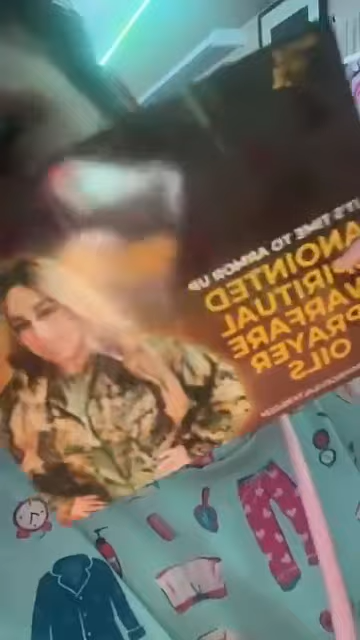 IT'S TIME TO ARMOR UP
ANOINTED
SPIRITUAL
WARFARE
PRAYER
OILS